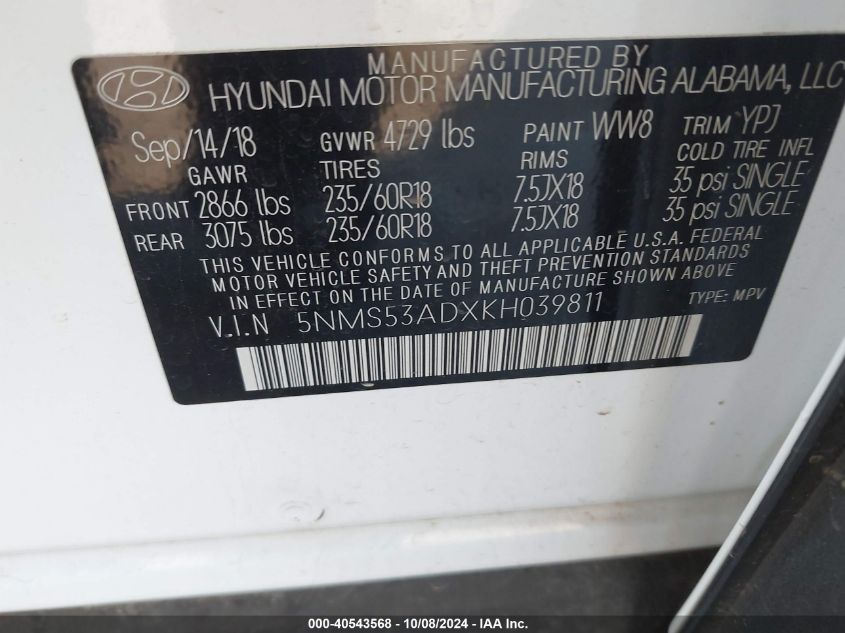 MANUFACTURED BY
HYUNDAI MOTOR MANUFACTURING ALABAMA, LLC
Sep/14/18 GVWR 4729 lbs PAINT WW8 TRIM YPJ
GAWR TIRES RIMS COLD TIRE INFL
FRONT 2866 lbs 235/60R18 7.5JX18 35 psi SINGLE
REAR 3075 lbs 235/60R18 7.5JX18 35 psi SINGLE
THIS VEHICLE CONFORMS TO ALL APPLICABLE U.S.A. FEDERAL
MOTOR VEHICLE SAFETY AND THEFT PREVENTION STANDARDS
IN EFFECT ON THE DATE OF MANUFACTURE SHOWN ABOVE
V.I.N 5NMS53ADXKH039811 TYPE: MPV
000-40543568 - 10/08/2024 - Copyright © IAA Inc.